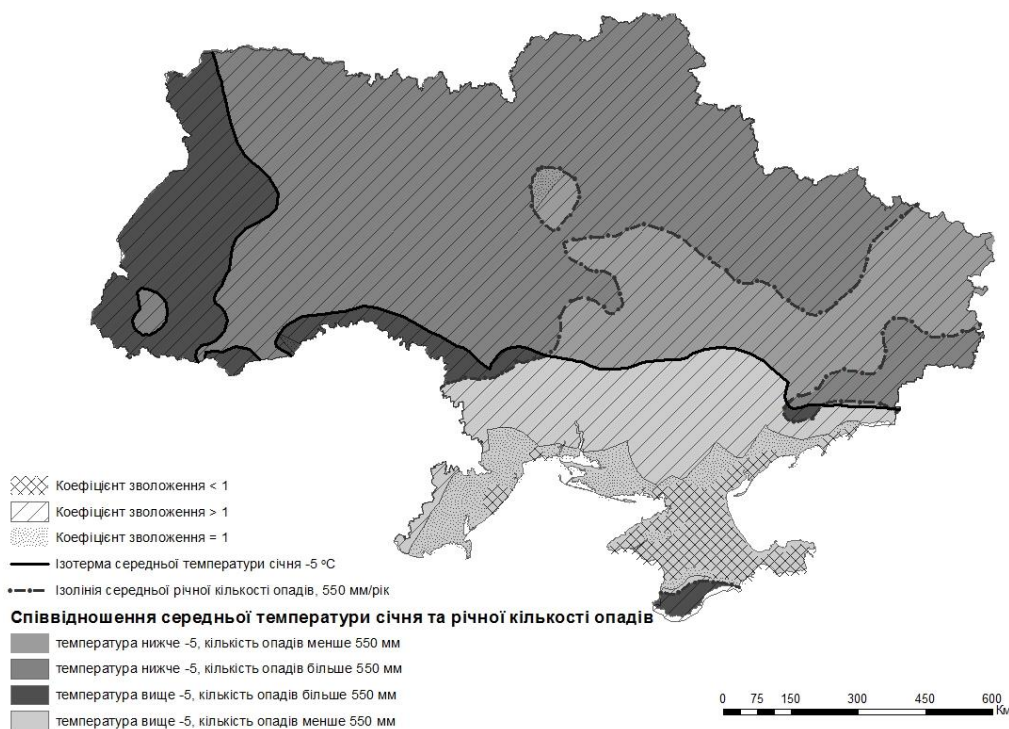 Коефіцієнт зволоження < 1
Коефіцієнт зволоження > 1
Коефіцієнт зволоження = 1
Ізотерма середньої температури січня -5 ºС
Ізолінія середньої річної кількості опадів, 550 мм/рік
Співвідношення середньої температури січня та річної кількості опадів
температура нижче -5, кількість опадів менше 550 мм
температура нижче -5, кількість опадів більше 550 мм
температура вище -5, кількість опадів більше 550 мм
температура вище -5, кількість опадів менше 550 мм
0 75 150 300 450 600
Км